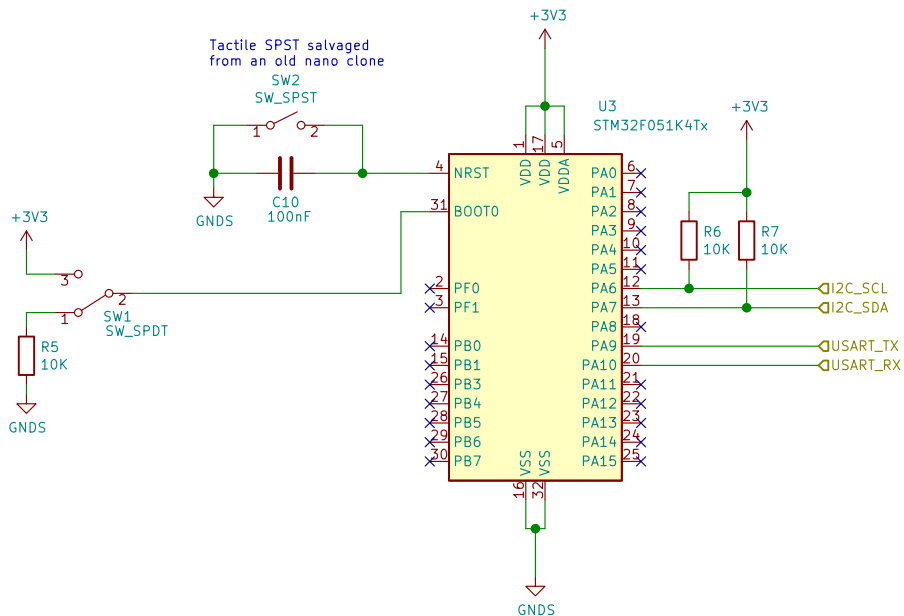 +3V3
Tactile SPST salvaged
from an old nano clone
SW2
SW_SPST
1
2
C10
100nF
GNDS
+3V3
3
2
1
SW1
SW_SPDT
R5
10K
GNDS
U3
STM32F051K4Tx
1
17
5
VDD
VDD
VDDA
4 NRST
31 BOOT0
2 PF0
3 PF1
14 PB0
15 PB1
26 PB3
27 PB4
28 PB5
29 PB6
30 PB7
PA0 6
PA1 7
PA2 8
PA3 9
PA4 10
PA5 11
PA6 12
PA7 13
PA8 18
PA9 19
PA10 20
PA11 21
PA12 22
PA13 23
PA14 24
PA15 25
VSS
VSS
16
32
GNDS
+3V3
R6
10K
R7
10K
I2C_SCL
I2C_SDA
USART_TX
USART_RX